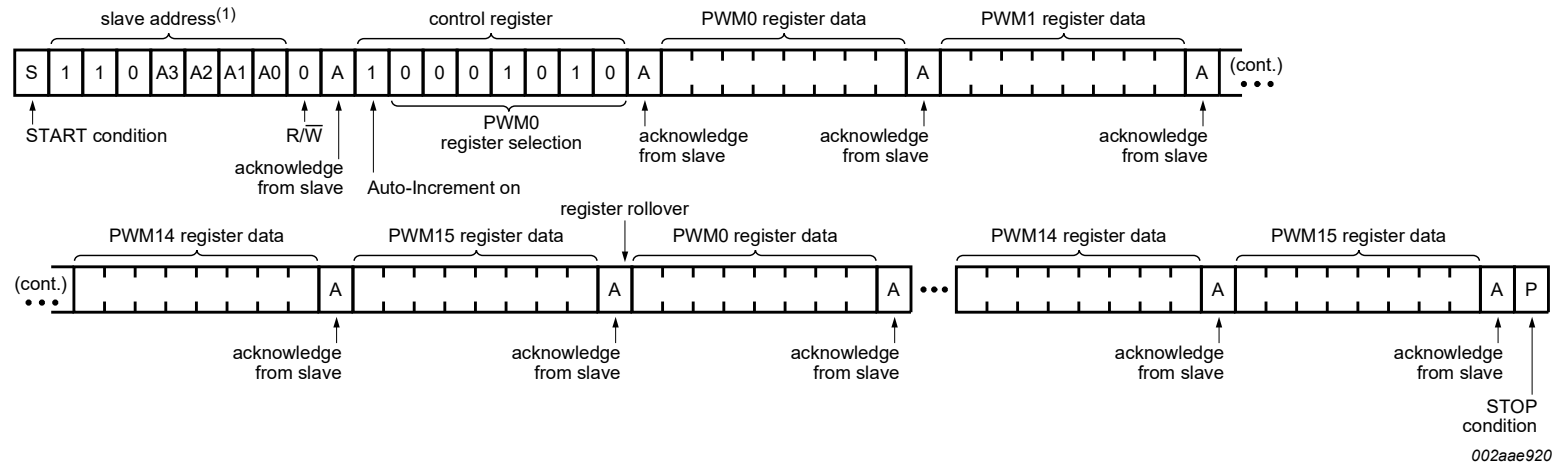 slave address(1) control register PWM0 register data PWM1 register data
S 1 1 0 A3 A2 A1 A0 0 A 1 0 0 0 1 0 1 0 A A A (cont.)
START condition R/W̅ PWM0 register selection
acknowledge from slave
Auto-Increment on
acknowledge from slave
acknowledge from slave
acknowledge from slave
register rollover
PWM14 register data PWM15 register data PWM0 register data PWM14 register data PWM15 register data
(cont.) A A A A A P
acknowledge from slave
acknowledge from slave
acknowledge from slave
acknowledge from slave
acknowledge from slave
STOP condition
002aae920